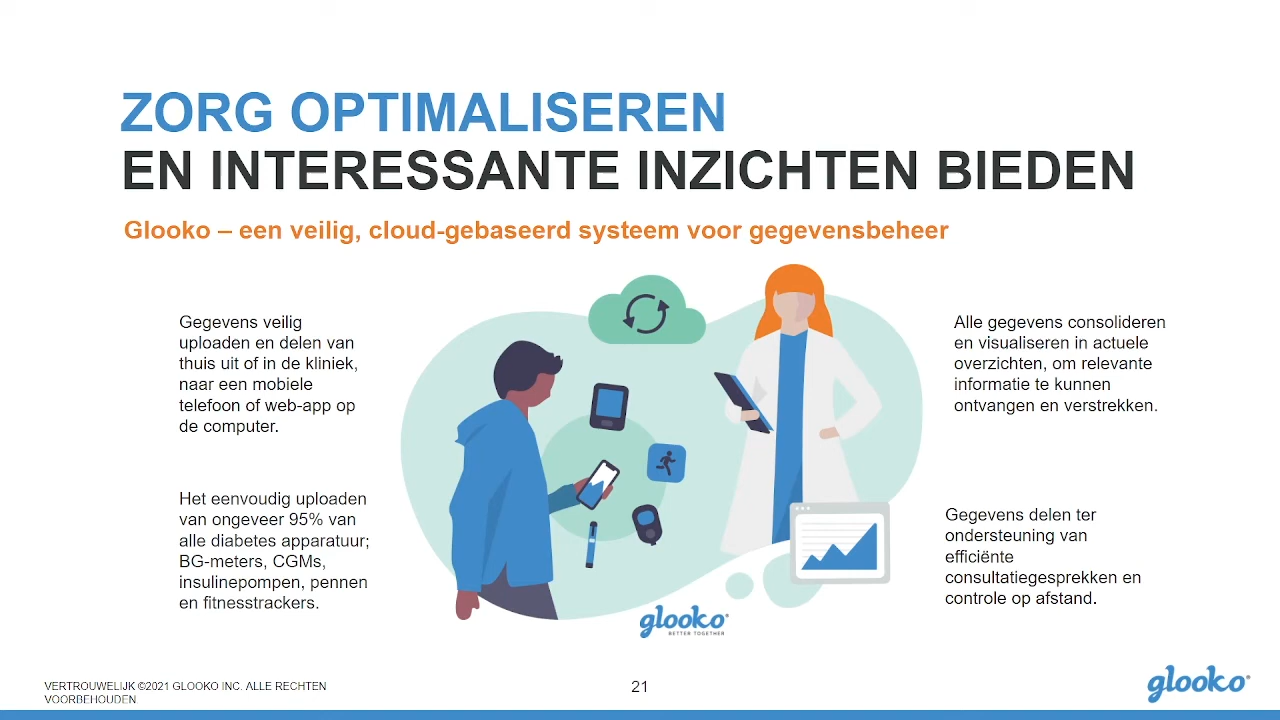 ZORG OPTIMALISEREN
EN INTERESSANTE INZICHTEN BIEDEN
Glooko – een veilig, cloud-gebaseerd systeem voor gegevensbeheer
Gegevens veilig
uploaden en delen van
thuis uit of in de kliniek,
naar een mobiele
telefoon of web-app op
de computer.
Het eenvoudig uploaden
van ongeveer 95% van
alle diabetes apparatuur;
BG-meters, CGMs,
insulinepompen, pennen
en fitnesstrackers.
Alle gegevens consolideren
en visualiseren in actuele
overzichten, om relevante
informatie te kunnen
ontvangen en verstrekken.
Gegevens delen ter
ondersteuning van
efficiënte
consultatiegesprekken en
controle op afstand.
glooko®
BETTER TOGETHER
VERTROUWELIJK ©2021 GLOOKO INC. ALLE RECHTEN
VOORBEHOUDEN
21
glooko®